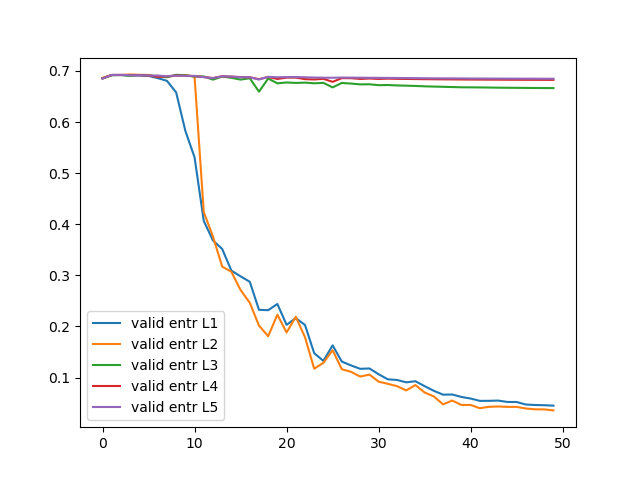 0.7
0.6
0.5
0.4
0.3
0.2
0.1
valid entr L1
valid entr L2
valid entr L3
valid entr L4
valid entr L5
0 10 20 30 40 50